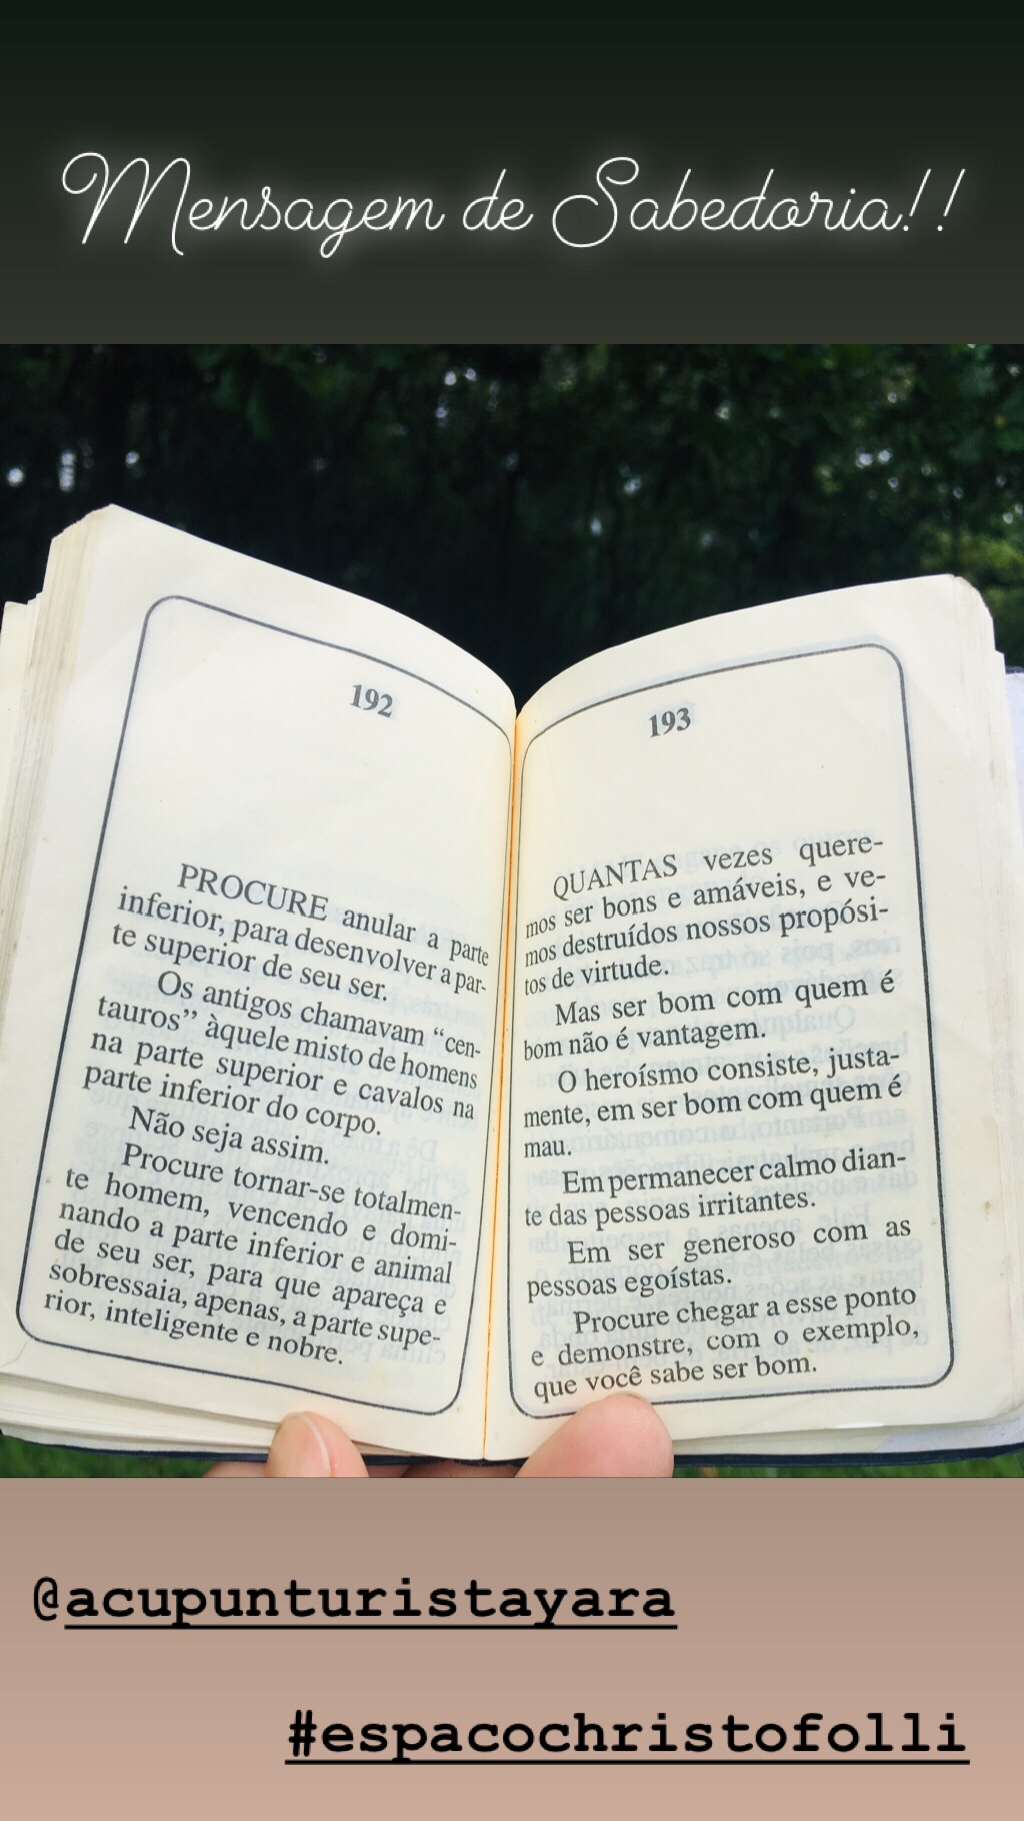 Mensagem de Sabedoria!!
192
PROCURE anular a parte
inferior, para desenvolver a par-
te superior de seu ser.
Os antigos chamavam “cen-
tauros” àquele misto de homens
na parte superior e cavalos na
parte inferior do corpo.
Não seja assim.
Procure tornar-se totalmen-
te homem, vencendo e domi-
nando a parte inferior e animal
de seu ser, para que apareça e
sobressaia, apenas, a parte supe-
rior, inteligente e nobre.
193
QUANTAS vezes quere-
mos ser bons e amáveis, e ve-
mos destruídos nossos propósi-
tos de virtude.
Mas ser bom com quem é
bom não é vantagem.
O heroísmo consiste, justa-
mente, em ser bom com quem é
mau.
Em permanecer calmo dian-
te das pessoas irritantes.
Em ser generoso com as
pessoas egoístas.
Procure chegar a esse ponto
e demonstre, com o exemplo,
que você sabe ser bom.
@acupunturistayara
#espacochristofolli